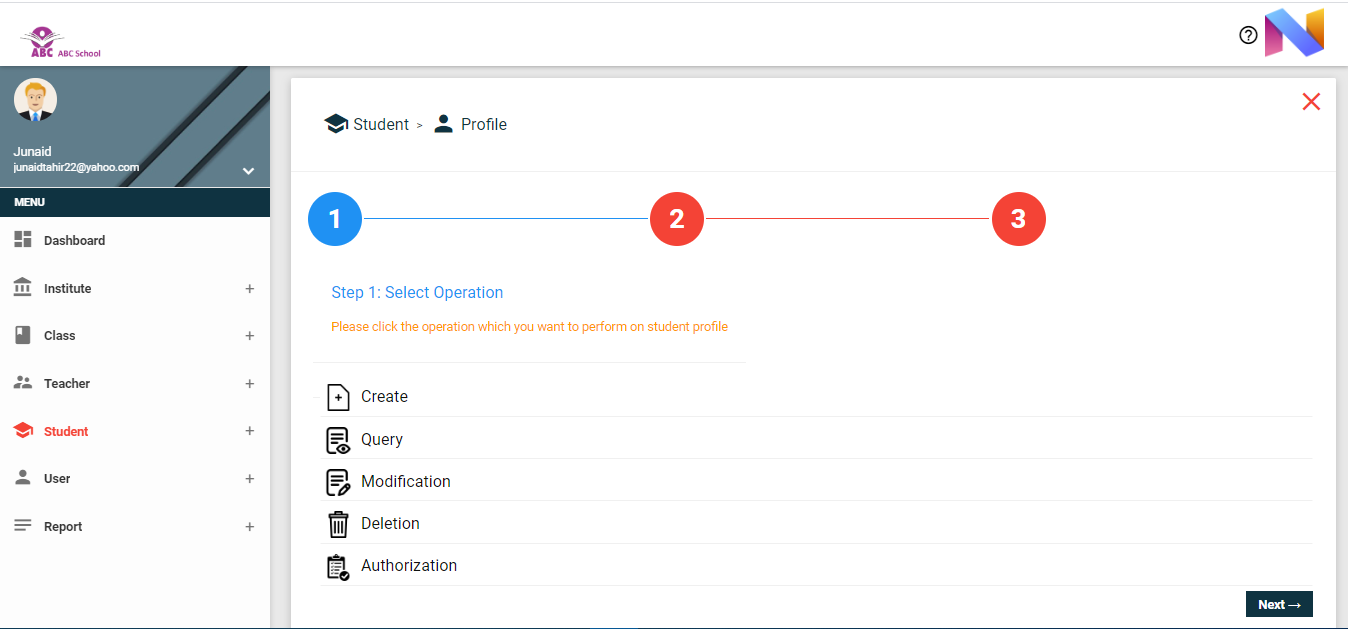 ABC ABC School
Junaid
junaidtahir22@yahoo.com
MENU
Dashboard
Institute +
Class +
Teacher +
Student +
User +
Report +
Student > Profile
1 2 3
Step 1: Select Operation
Please click the operation which you want to perform on student profile
Create
Query
Modification
Deletion
Authorization
Next →